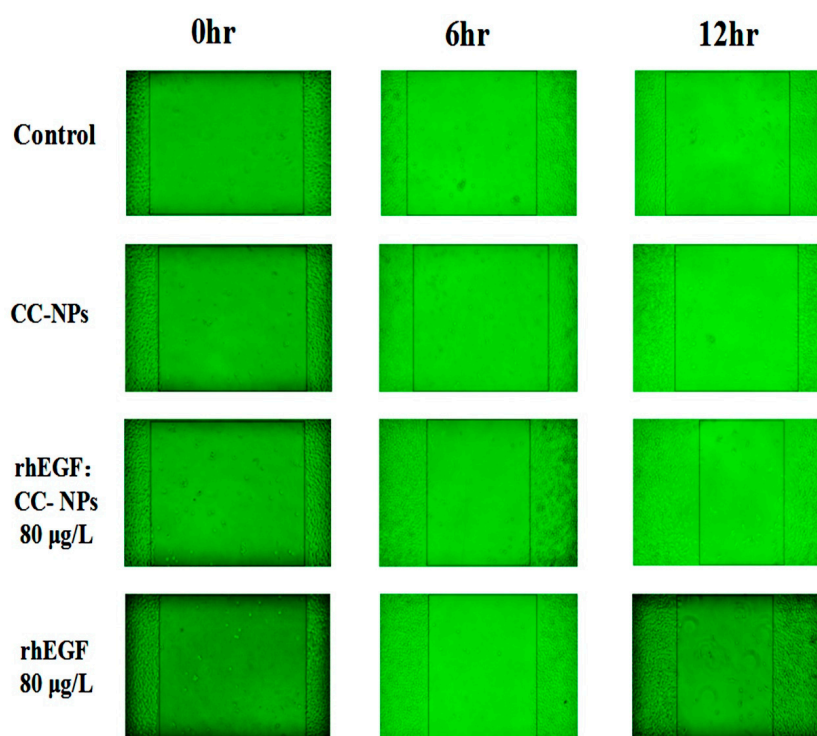 0hr 6hr 12hr
Control
CC-NPs
rhEGF:
CC- NPs
80 µg/L
rhEGF
80 µg/L